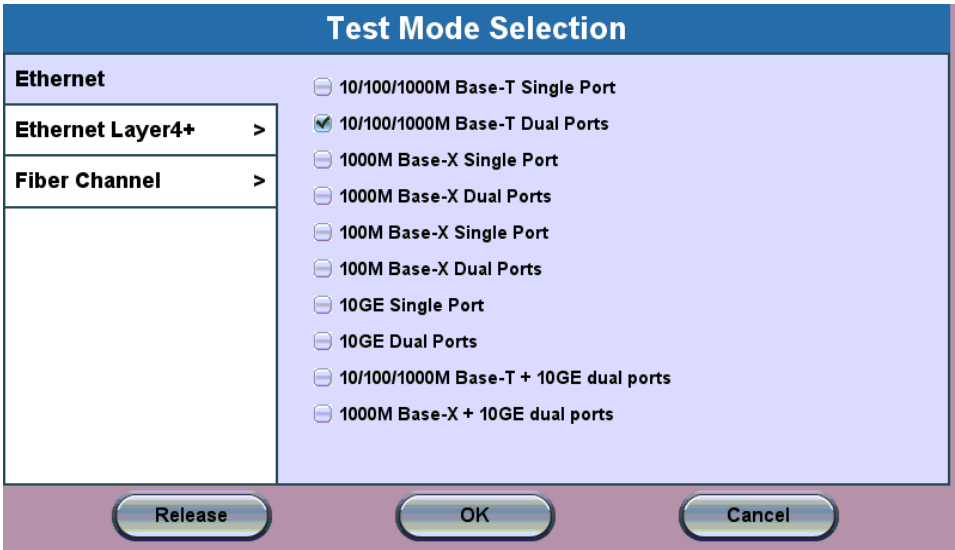 Test Mode Selection
Ethernet
Ethernet Layer4+ >
Fiber Channel >
10/100/1000M Base-T Single Port
10/100/1000M Base-T Dual Ports
1000M Base-X Single Port
1000M Base-X Dual Ports
100M Base-X Single Port
100M Base-X Dual Ports
10GE Single Port
10GE Dual Ports
10/100/1000M Base-T + 10GE dual ports
1000M Base-X + 10GE dual ports
Release
OK
Cancel